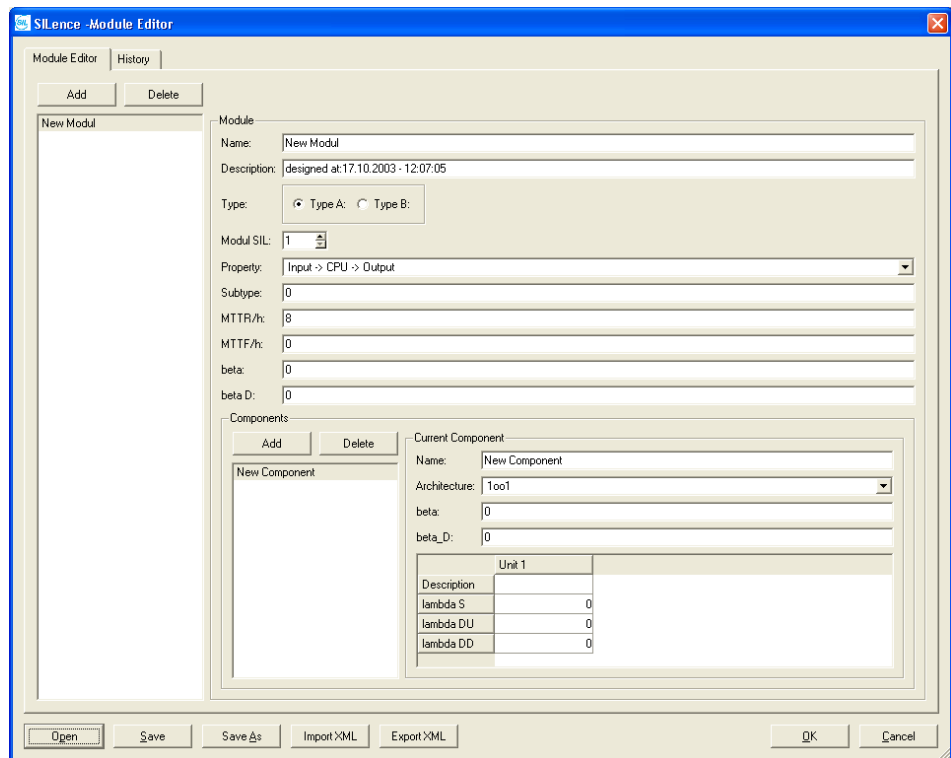 SIL
SILence -Module Editor
Module Editor
History
Add
Delete
New Modul
Module
Name:
New Modul
Description:
designed at:17.10.2003 - 12:07:05
Type:
Type A:
Type B:
Modul SIL:
1
Property:
Input -> CPU -> Output
Subtype:
0
MTTR/h:
8
MTTF/h:
0
beta:
0
beta D:
0
Components
Add
Delete
New Component
Current Component
Name:
New Component
Architecture:
1oo1
beta:
0
beta_D:
0
Unit 1
Description
lambda S
0
lambda DU
0
lambda DD
0
Open
Save
Save As
Import XML
Export XML
OK
Cancel